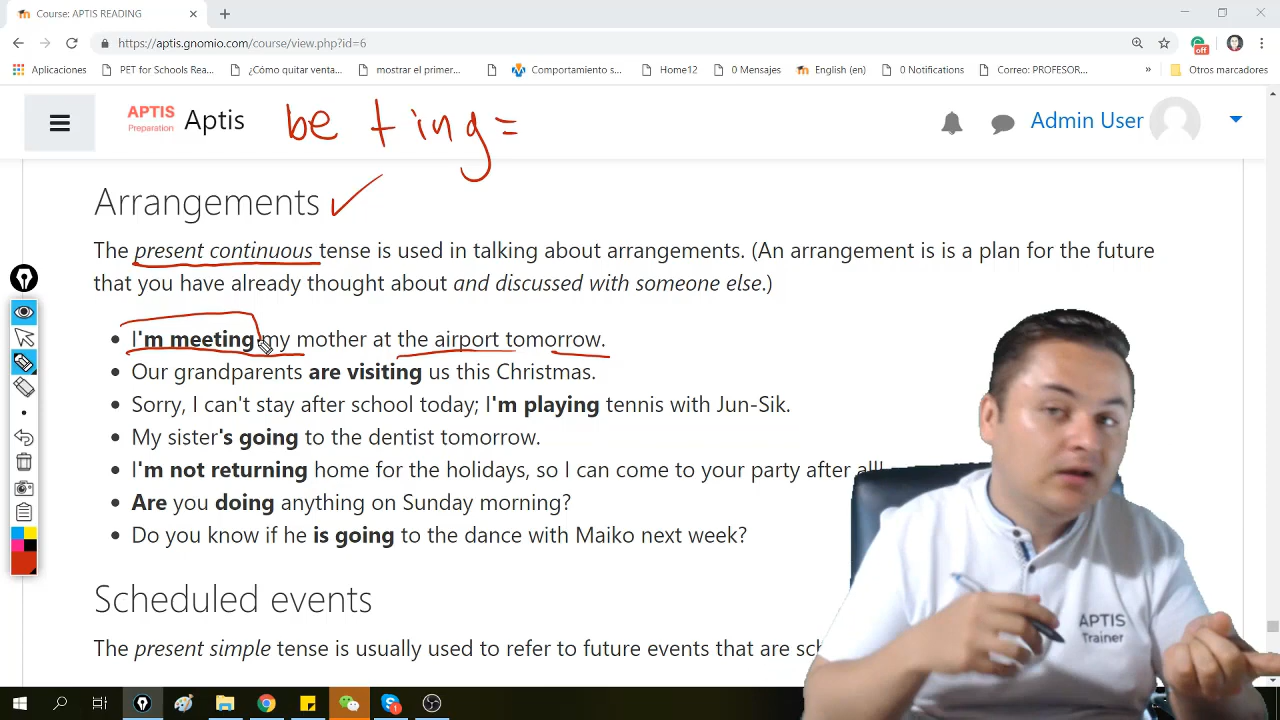 Course: APTIS READING
https://aptis.gnomio.com/course/view.php?id=6
Aplicaciones PET for Schools Rea... ¿Cómo quitar venta... mostrar el primer... Comportamiento s... Home12 0 Mensajes English (en) 0 Notifications Correo: PROFESOR... » Otros marcadores
off
APTIS
Preparation
Aptis
be + ing =
Admin User
Arrangements
The present continuous tense is used in talking about arrangements. (An arrangement is is a plan for the future
that you have already thought about and discussed with someone else.)
I'm meeting my mother at the airport tomorrow.
Our grandparents are visiting us this Christmas.
Sorry, I can't stay after school today; I'm playing tennis with Jun-Sik.
My sister's going to the dentist tomorrow.
I'm not returning home for the holidays, so I can come to your party after all!
Are you doing anything on Sunday morning?
Do you know if he is going to the dance with Maiko next week?
Scheduled events
The present simple tense is usually used to refer to future events that are sch
APTIS
Trainer